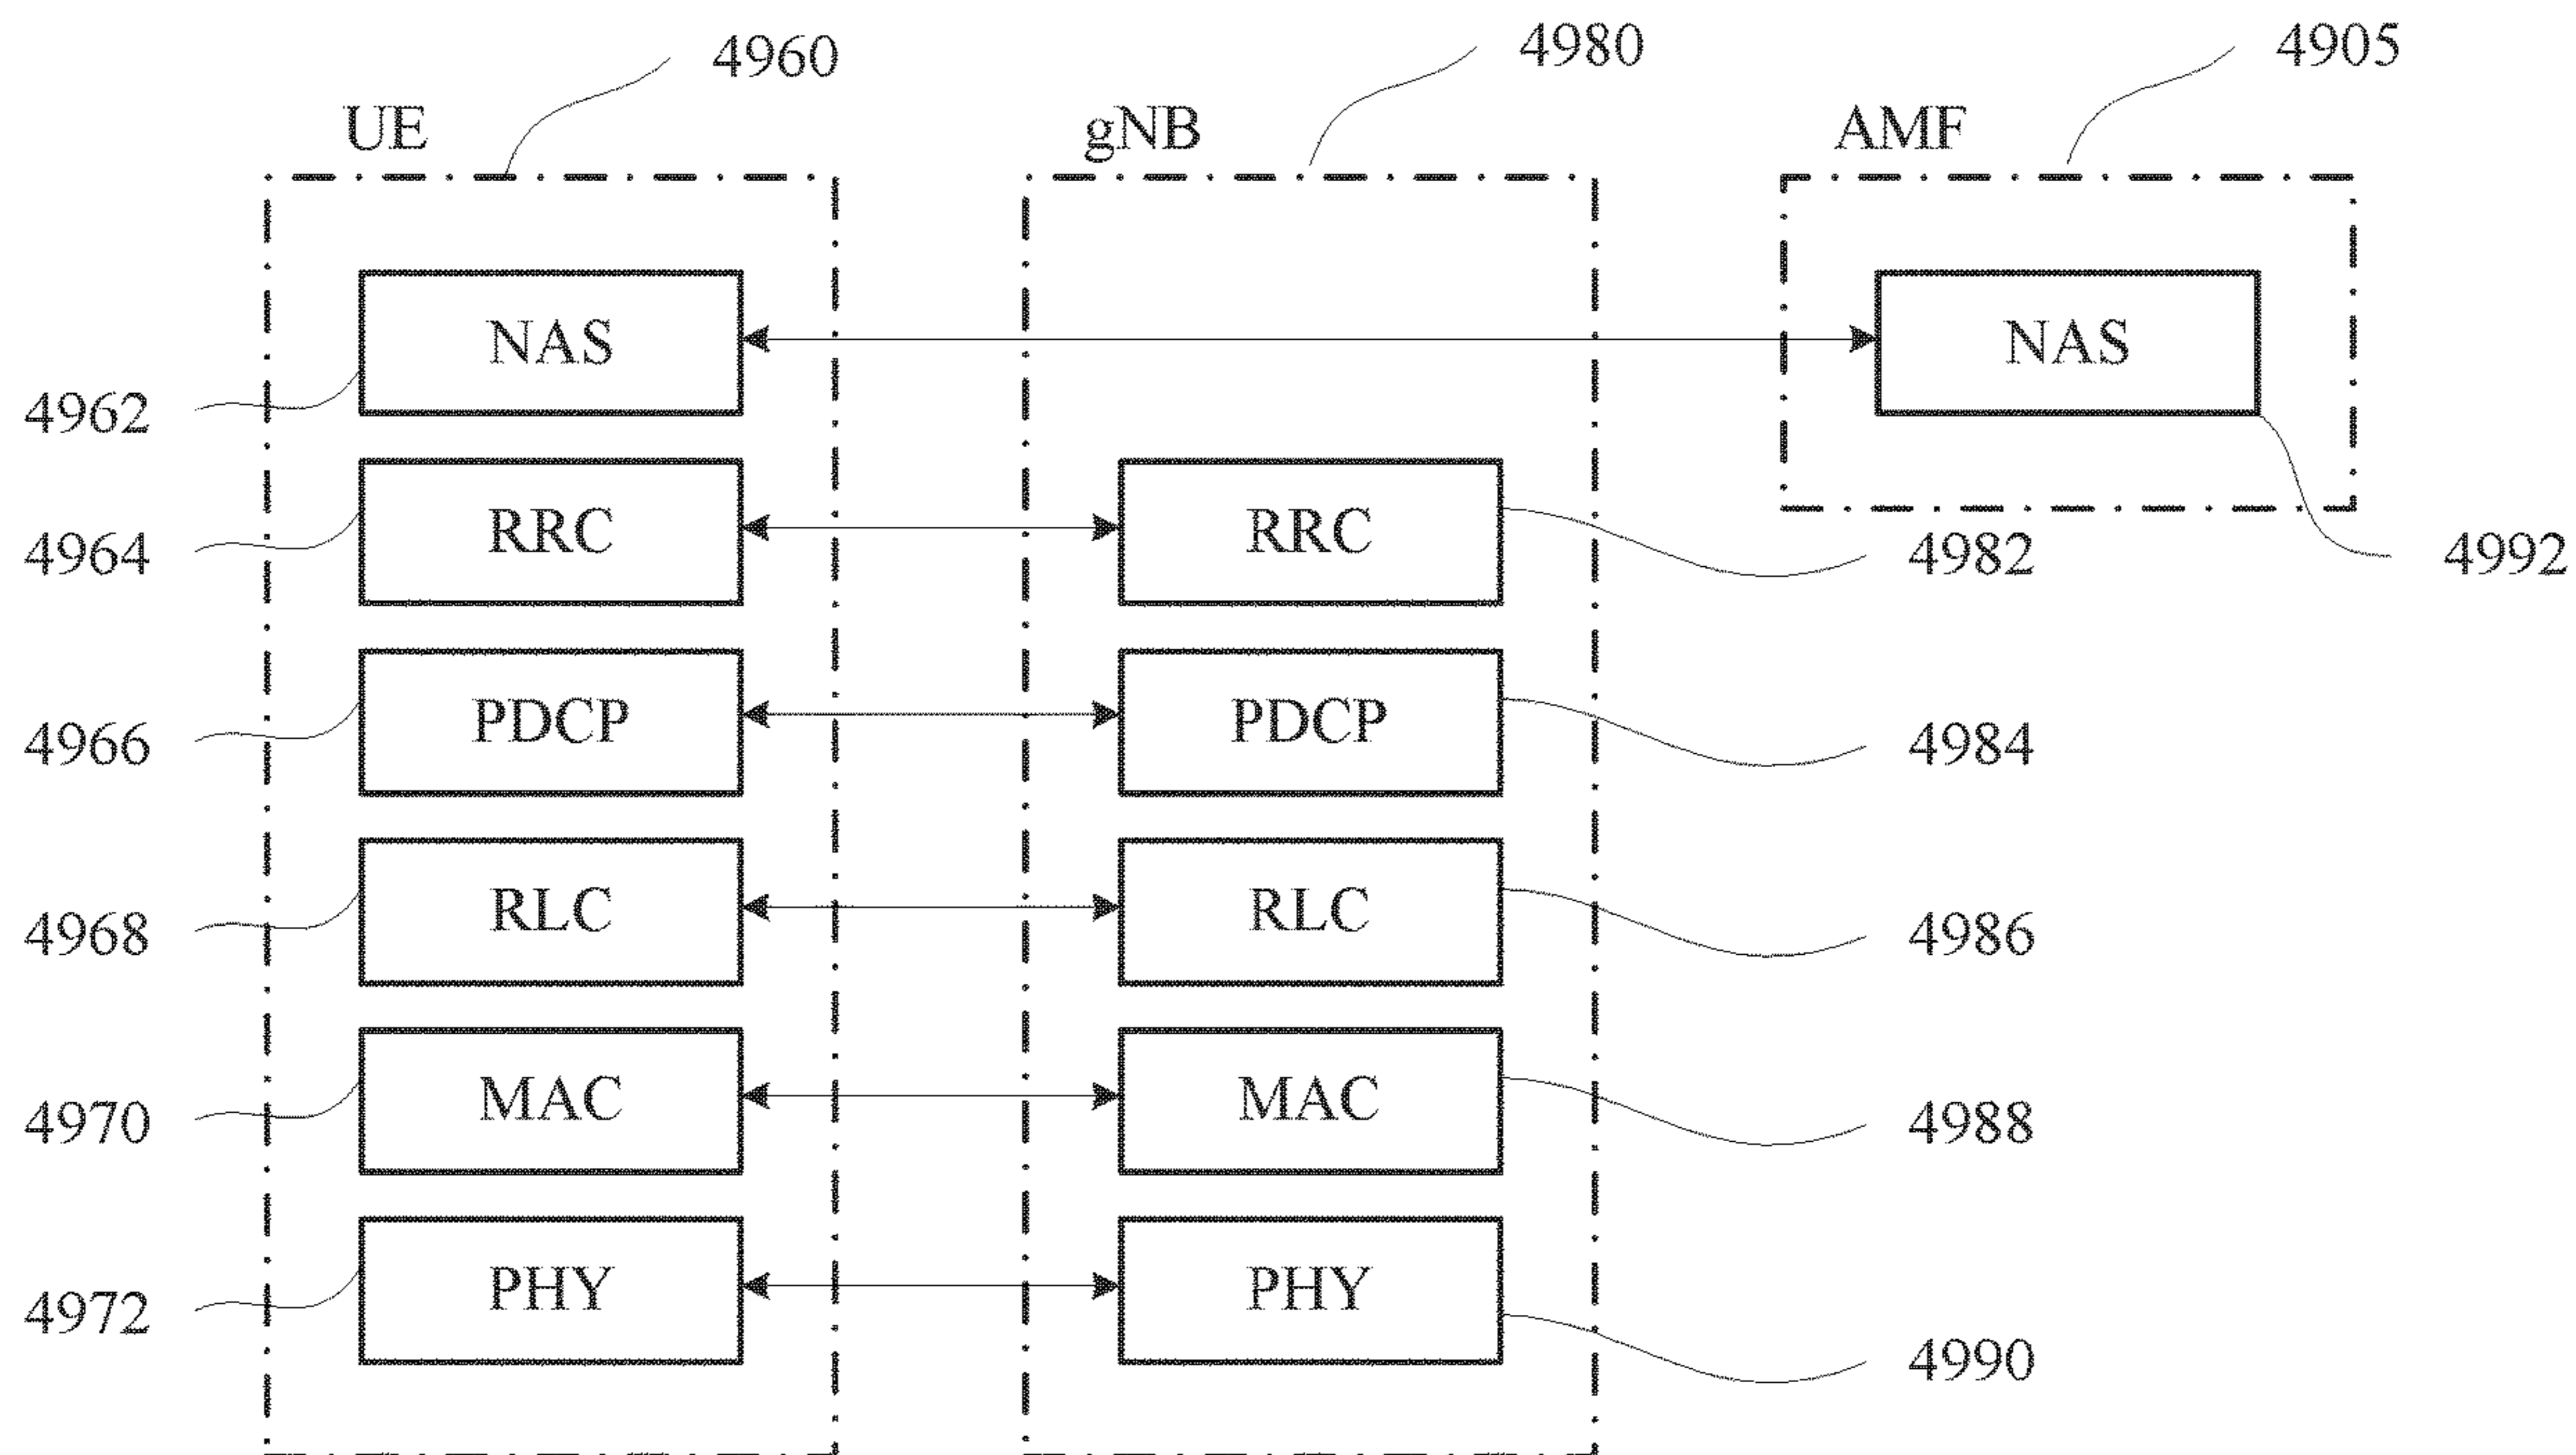 4960 4980 4905
UE gNB AMF
NAS NAS
4962
RRC RRC
4964 4982 4992
PDCP PDCP
4966 4984
RLC RLC
4968 4986
MAC MAC
4970 4988
PHY PHY
4972
4990